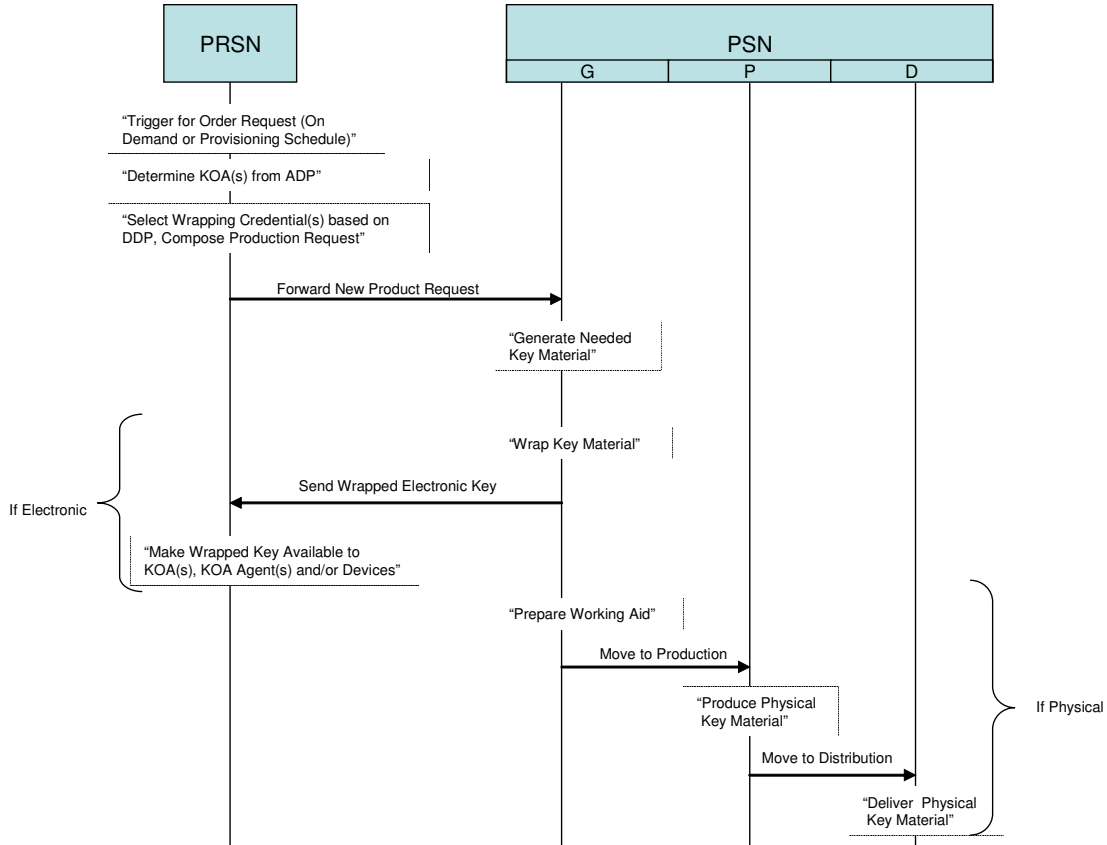 PRSN
PSN
G
P
D
“Trigger for Order Request (On
Demand or Provisioning Schedule)”
“Determine KOA(s) from ADP”
“Select Wrapping Credential(s) based on
DDP, Compose Production Request”
Forward New Product Request
“Generate Needed
Key Material”
“Wrap Key Material”
Send Wrapped Electronic Key
If Electronic
“Make Wrapped Key Available to
KOA(s), KOA Agent(s) and/or Devices”
“Prepare Working Aid”
Move to Production
“Produce Physical
Key Material”
If Physical
Move to Distribution
“Deliver Physical
Key Material”